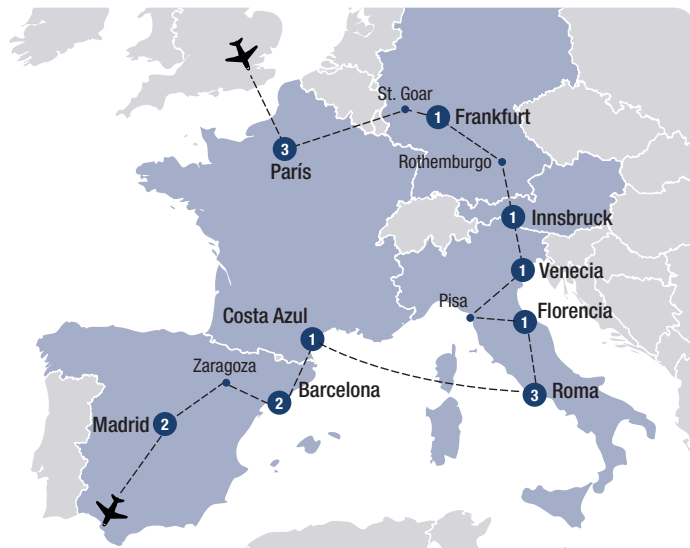 St. Goar
1 Frankfurt
3
París
Rothemburgo
1 Innsbruck
1 Venecia
Pisa
Florencia
1
Costa Azul
1
Zaragoza
2 Barcelona
3 Roma
Madrid 2